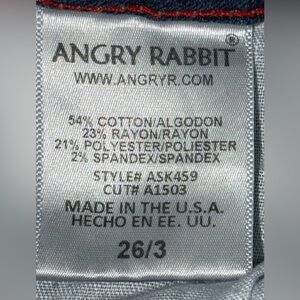 ANGRY RABBIT®
WWW.ANGRYR.COM
54% COTTON/ALGODON
23% RAYON/RAYON
21% POLYESTER/POLIESTER
2% SPANDEX/SPANDEX
STYLE# ASK459
CUT# A1503
MADE IN THE U.S.A.
HECHO EN EE. UU.
26/3